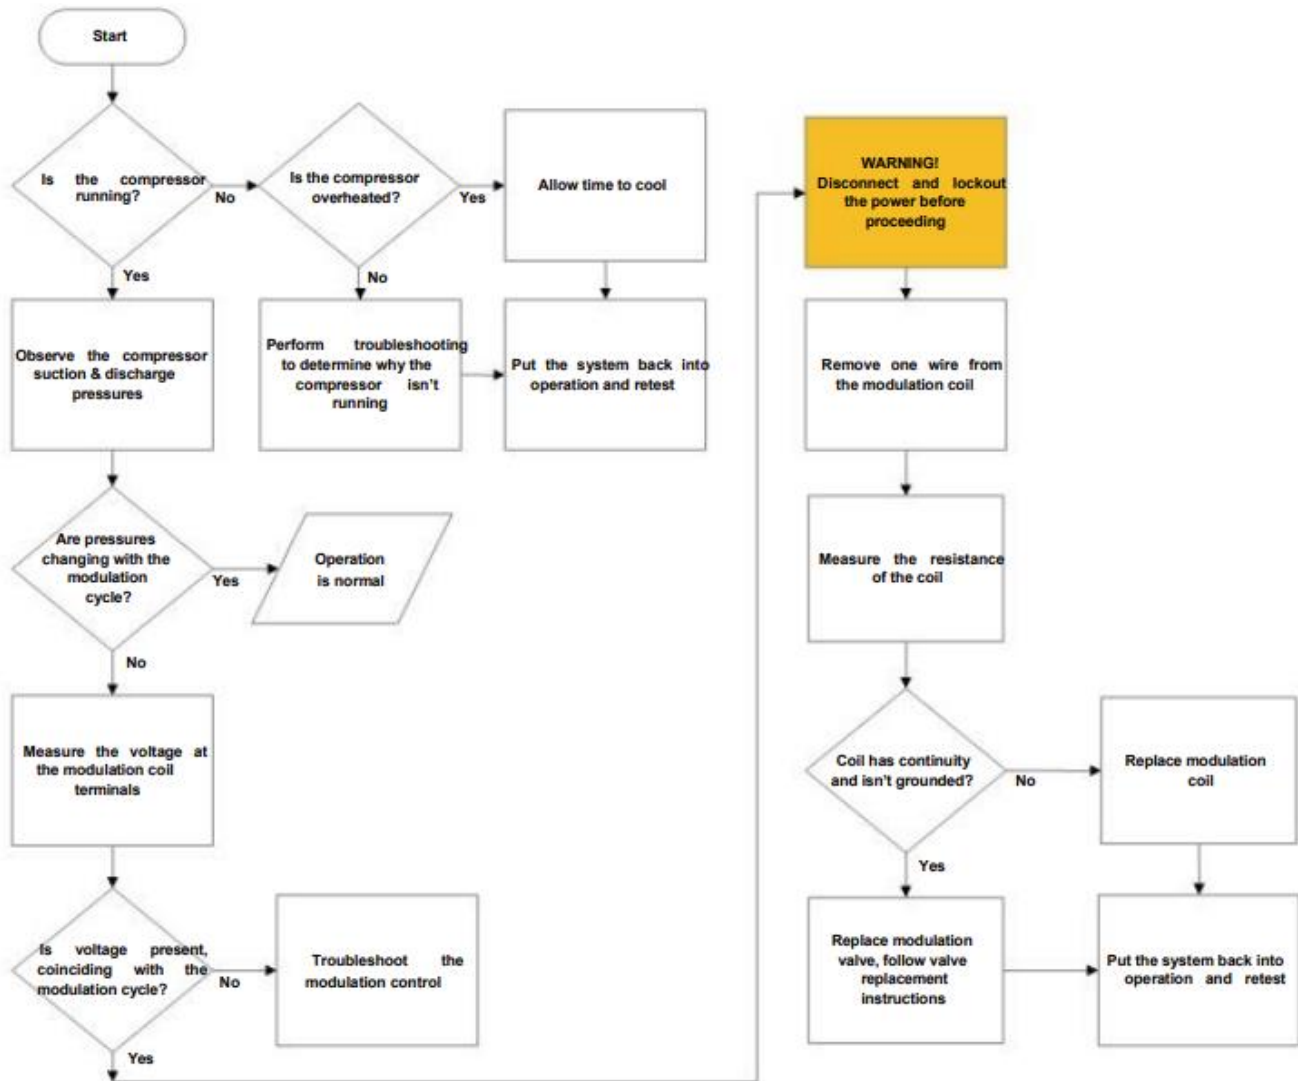 Start
Is the compressor
running?
No
Yes
Is the compressor
overheated?
Yes
No
Allow time to cool
Observe the compressor
suction & discharge
pressures
Perform troubleshooting
to determine why the
compressor isn't
running
Put the system back into
operation and retest
Are pressures
changing with the
modulation
cycle?
Yes
No
Operation
is normal
Measure the voltage at
the modulation coil
terminals
Is voltage present,
coinciding with the
modulation cycle?
No
Yes
Troubleshoot the
modulation control
WARNING!
Disconnect and lockout
the power before
proceeding
Remove one wire from
the modulation coil
Measure the resistance
of the coil
Coil has continuity
and isn't grounded?
No
Yes
Replace modulation
coil
Replace modulation
valve, follow valve
replacement
instructions
Put the system back into
operation and retest